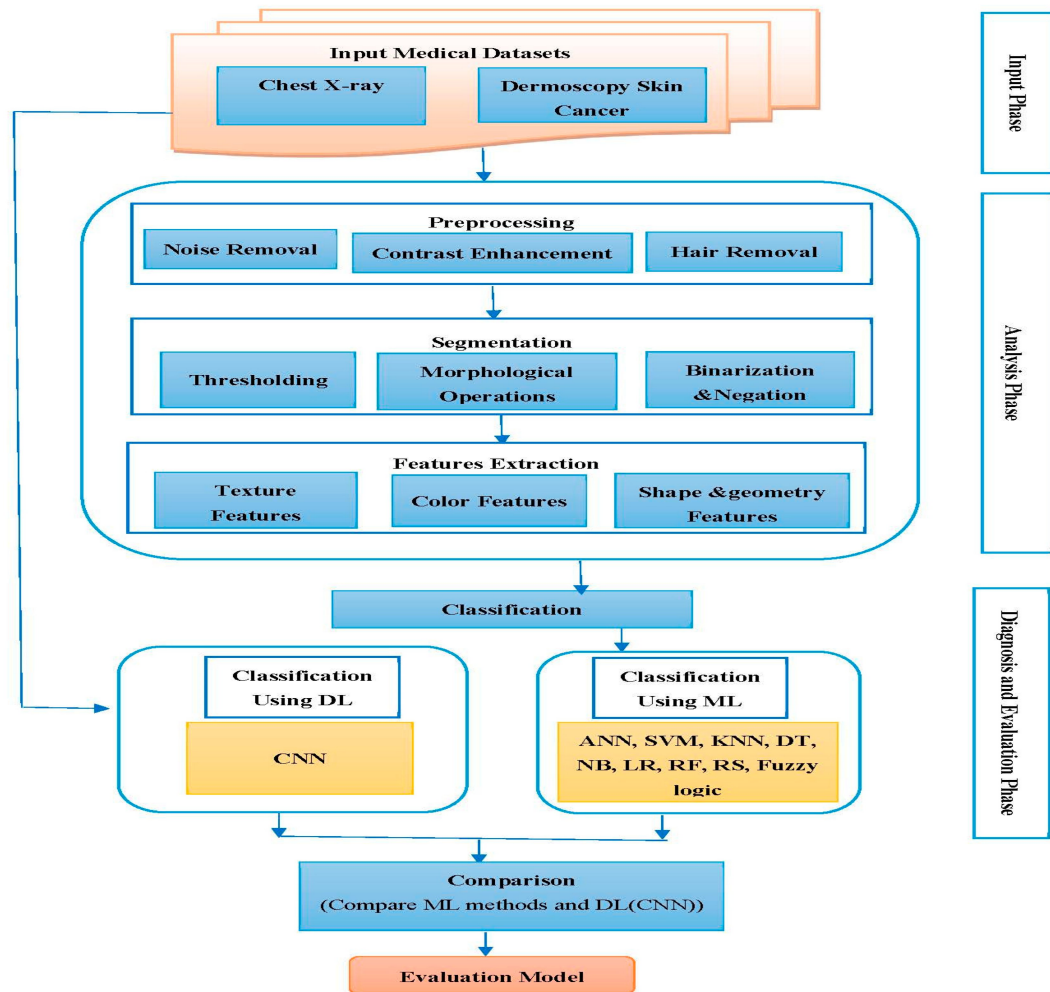 Input Medical Datasets
Chest X-ray
Dermoscopy Skin
Cancer
Input Phase
Preprocessing
Noise Removal
Contrast Enhancement
Hair Removal
Segmentation
Thresholding
Morphological
Operations
Binarization
&Negation
Features Extraction
Texture
Features
Color Features
Shape &geometry
Features
Analysis Phase
Classification
Classification
Using DL
CNN
Classification
Using ML
ANN, SVM, KNN, DT,
NB, LR, RF, RS, Fuzzy
logic
Diagnosis and Evaluation Phase
Comparison
(Compare ML methods and DL(CNN))
Evaluation Model